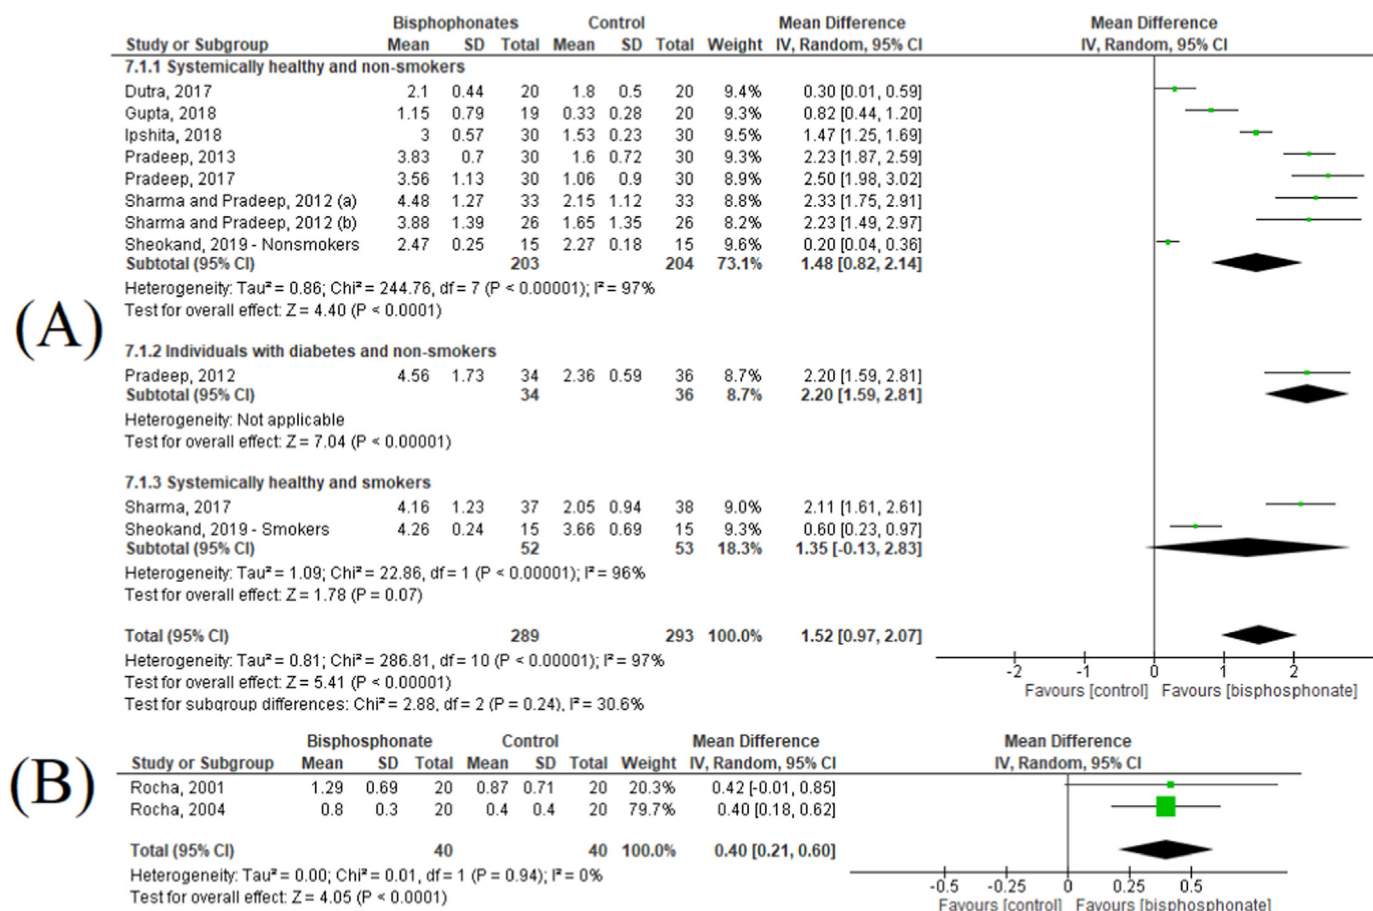 (A)
Bisphophonates Control Mean Difference Mean Difference
Study or Subgroup Mean SD Total Mean SD Total Weight IV, Random, 95% CI IV, Random, 95% CI
7.1.1 Systemically healthy and non-smokers
Dutra, 2017 2.1 0.44 20 1.8 0.5 20 9.4% 0.30 [0.01, 0.59]
Gupta, 2018 1.15 0.79 19 0.33 0.28 20 9.3% 0.82 [0.44, 1.20]
Ipshita, 2018 3 0.57 30 1.53 0.23 30 9.5% 1.47 [1.25, 1.69]
Pradeep, 2013 3.83 0.7 30 1.6 0.72 30 9.3% 2.23 [1.87, 2.59]
Pradeep, 2017 3.56 1.13 30 1.06 0.9 30 8.9% 2.50 [1.98, 3.02]
Sharma and Pradeep, 2012 (a) 4.48 1.27 33 2.15 1.12 33 8.8% 2.33 [1.75, 2.91]
Sharma and Pradeep, 2012 (b) 3.88 1.39 26 1.65 1.35 26 8.2% 2.23 [1.49, 2.97]
Sheokand, 2019 - Nonsmokers 2.47 0.25 15 2.27 0.18 15 9.6% 0.20 [0.04, 0.36]
Subtotal (95% CI) 203 204 73.1% 1.48 [0.82, 2.14]
Heterogeneity: Tau² = 0.86; Chi² = 244.76, df = 7 (P < 0.00001); I² = 97%
Test for overall effect: Z = 4.40 (P < 0.0001)
7.1.2 Individuals with diabetes and non-smokers
Pradeep, 2012 4.56 1.73 34 2.36 0.59 36 8.7% 2.20 [1.59, 2.81]
Subtotal (95% CI) 34 36 8.7% 2.20 [1.59, 2.81]
Heterogeneity: Not applicable
Test for overall effect: Z = 7.04 (P < 0.00001)
7.1.3 Systemically healthy and smokers
Sharma, 2017 4.16 1.23 37 2.05 0.94 38 9.0% 2.11 [1.61, 2.61]
Sheokand, 2019 - Smokers 4.26 0.24 15 3.66 0.69 15 9.3% 0.60 [0.23, 0.97]
Subtotal (95% CI) 52 53 18.3% 1.35 [-0.13, 2.83]
Heterogeneity: Tau² = 1.09; Chi² = 22.86, df = 1 (P < 0.00001); I² = 96%
Test for overall effect: Z = 1.78 (P = 0.07)
Total (95% CI) 289 293 100.0% 1.52 [0.97, 2.07]
Heterogeneity: Tau² = 0.81; Chi² = 286.81, df = 10 (P < 0.00001); I² = 97%
Test for overall effect: Z = 5.41 (P < 0.00001)
Test for subgroup differences: Chi² = 2.88, df = 2 (P = 0.24), I² = 30.6%
-2 -1 0 1 2
Favours [control] Favours [bisphosphonate]
(B)
Bisphosphonate Control Mean Difference Mean Difference
Study or Subgroup Mean SD Total Mean SD Total Weight IV, Random, 95% CI IV, Random, 95% CI
Rocha, 2001 1.29 0.69 20 0.87 0.71 20 20.3% 0.42 [-0.01, 0.85]
Rocha, 2004 0.8 0.3 20 0.4 0.4 20 79.7% 0.40 [0.18, 0.62]
Total (95% CI) 40 40 100.0% 0.40 [0.21, 0.60]
Heterogeneity: Tau² = 0.00; Chi² = 0.01, df = 1 (P = 0.94); I² = 0%
Test for overall effect: Z = 4.05 (P < 0.0001)
-0.5 -0.25 0 0.25 0.5
Favours [control] Favours [bisphosphonate]